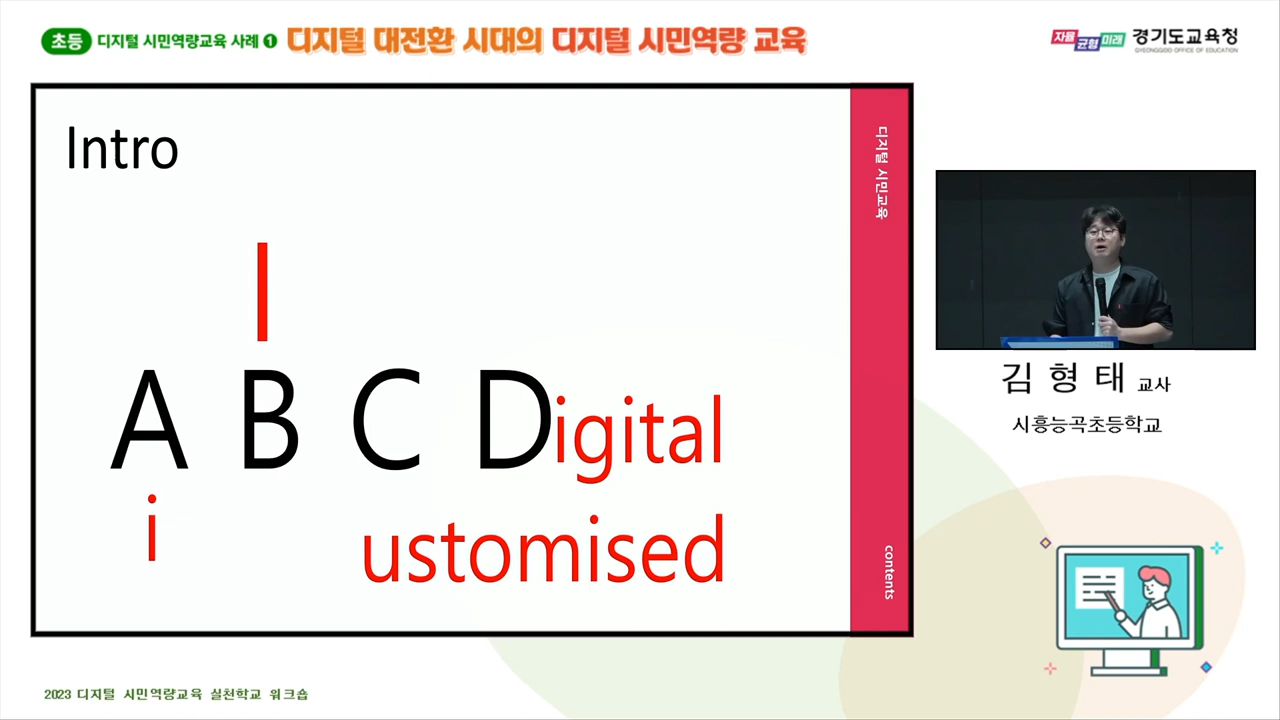 초등 디지털 시민역량교육 사례 ❶ 디지털 대전환 시대의 디지털 시민역량 교육
자율 균형 미래 경기도교육청
GYEONGGIDO OFFICE OF EDUCATION
Intro
디지털 시민교육
l
A B C Digital
i
ustomised
contents
김 형 태 교사
시흥능곡초등학교
2023 디지털 시민역량교육 실천학교 워크숍